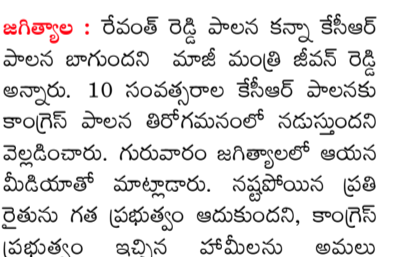 జగిత్యాల : రేవంత్ రెడ్డి పాలన కన్నా కేసీఆర్
పాలన బాగుందని మాజీ మంత్రి జీవన్ రెడ్డి
అన్నారు. 10 సంవత్సరాల కేసీఆర్ పాలనకు
కాంగ్రెస్ పాలన తిరోగమనంలో నడుస్తుందని
వెల్లడించారు. గురువారం జగిత్యాలలో ఆయన
మీడియాతో మాట్లాడారు. నష్టపోయిన ప్రతి
రైతును గత ప్రభుత్వం ఆదుకుందని, కాంగ్రెస్
ప్రభుత్వం ఇచ్చిన హామీలను అమలు